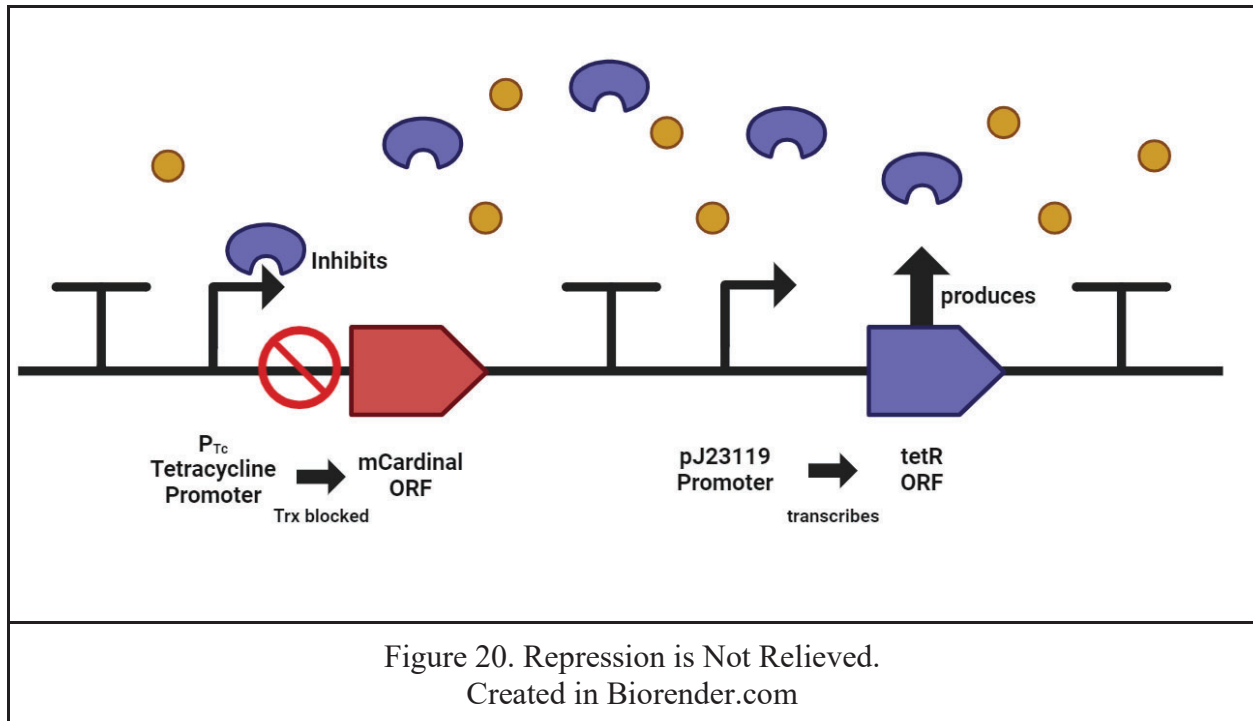 Inhibits
produces
P_Tc
Tetracycline
Promoter
Trx blocked
mCardinal
ORF
pJ23119
Promoter
transcribes
tetR
ORF
Figure 20. Repression is Not Relieved.
Created in Biorender.com